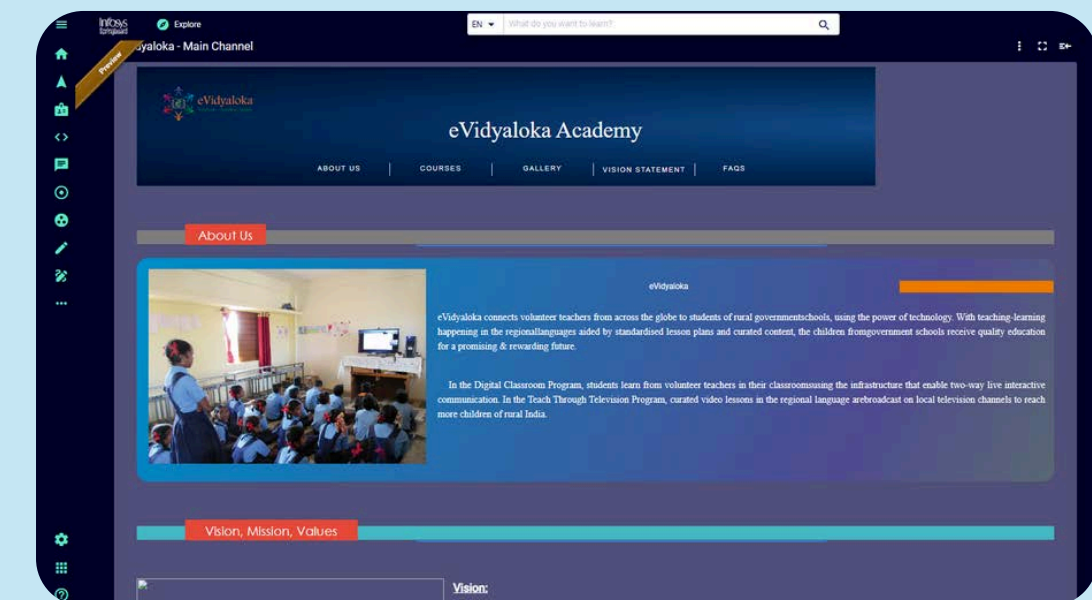 Infosys
Springboard
Explore
EN
What do you want to learn?
Preview
dyaloka - Main Channel
eVidyaloka
eVidyaloka Academy
ABOUT US
COURSES
GALLERY
VISION STATEMENT
FAQS
About Us
eVidyaloka
eVidyaloka connects volunteer teachers from across the globe to students of rural governmentschools, using the power of technology. With teaching-learning
happening in the regionallanguages aided by standardised lesson plans and curated content, the children fromgovernment schools receive quality education
for a promising & rewarding future.
In the Digital Classroom Program, students learn from volunteer teachers in their classroomsusing the infrastructure that enable two-way live interactive
communication. In the Teach Through Television Program, curated video lessons in the regional language arebroadcast on local television channels to reach
more children of rural India.
Vision, Mission, Values
Vision: